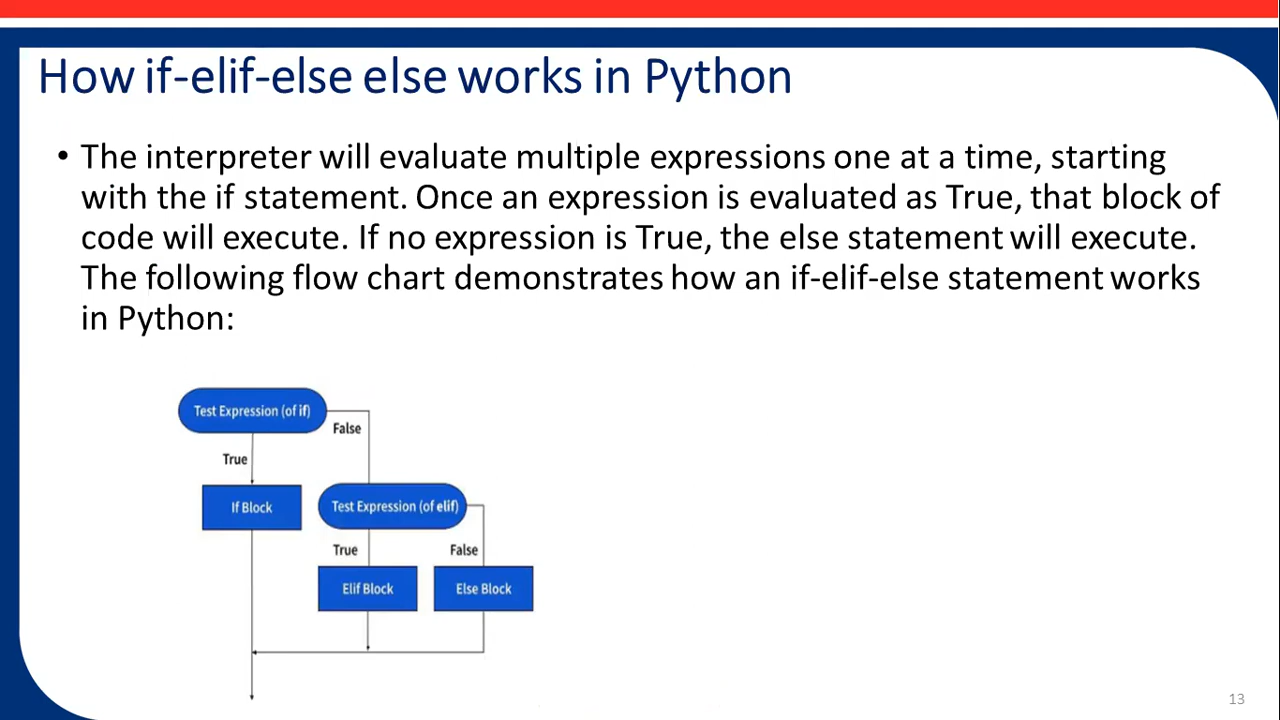 How if-elif-else else works in Python
• The interpreter will evaluate multiple expressions one at a time, starting
with the if statement. Once an expression is evaluated as True, that block of
code will execute. If no expression is True, the else statement will execute.
The following flow chart demonstrates how an if-elif-else statement works
in Python:
Test Expression (of if)
False
True
If Block
Test Expression (of elif)
True
False
Elif Block
Else Block
13